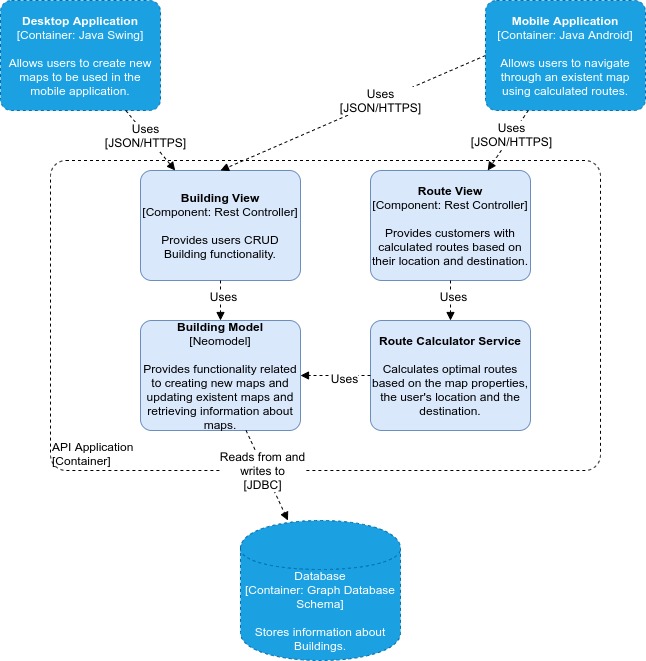 Desktop Application
[Container: Java Swing]
Allows users to create new
maps to be used in the
mobile application.
Mobile Application
[Container: Java Android]
Allows users to navigate
through an existent map
using calculated routes.
Uses
[JSON/HTTPS]
Uses
[JSON/HTTPS]
Uses
[JSON/HTTPS]
Building View
[Component: Rest Controller]
Provides users CRUD
Building functionality.
Route View
[Component: Rest Controller]
Provides customers with
calculated routes based on
their location and destination.
Uses
Uses
Building Model
[Neomodel]
Provides functionality related
to creating new maps and
updating existent maps and
retrieving information about
maps.
Uses
Route Calculator Service
Calculates optimal routes
based on the map properties,
the user's location and the
destination.
API Application
[Container]
Reads from and
writes to
[JDBC]
Database
[Container: Graph Database
Schema]
Stores information about
Buildings.